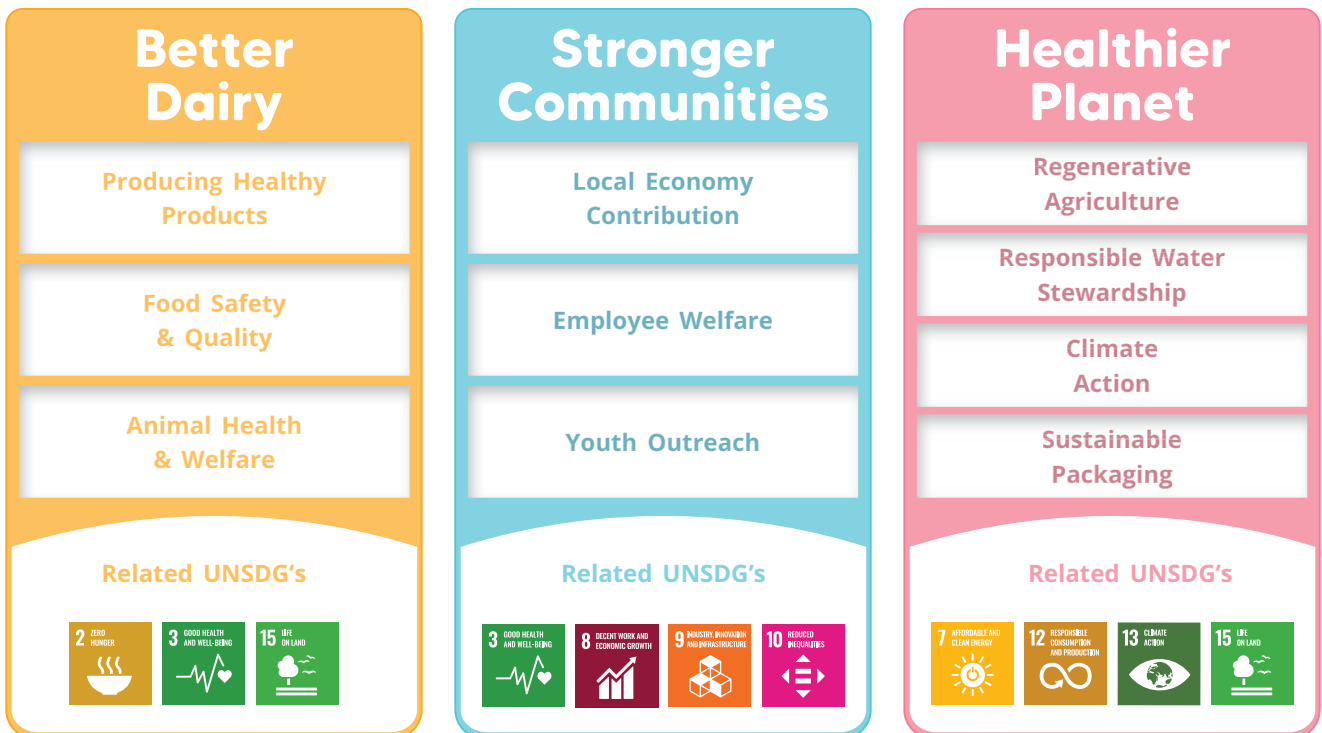 Better
Dairy
Producing Healthy
Products
Food Safety
& Quality
Animal Health
& Welfare
Related UNSDG’s
2 ZERO
HUNGER
3 GOOD HEALTH
AND WELL-BEING
15 LIFE
ON LAND
Stronger
Communities
Local Economy
Contribution
Employee Welfare
Youth Outreach
Related UNSDG’s
3 GOOD HEALTH
AND WELL-BEING
8 DECENT WORK AND
ECONOMIC GROWTH
9 INDUSTRY, INNOVATION
AND INFRASTRUCTURE
10 REDUCED
INEQUALITIES
Healthier
Planet
Regenerative
Agriculture
Responsible Water
Stewardship
Climate
Action
Sustainable
Packaging
Related UNSDG’s
7 AFFORDABLE AND
CLEAN ENERGY
12 RESPONSIBLE
CONSUMPTION
AND PRODUCTION
13 CLIMATE
ACTION
15 LIFE
ON LAND